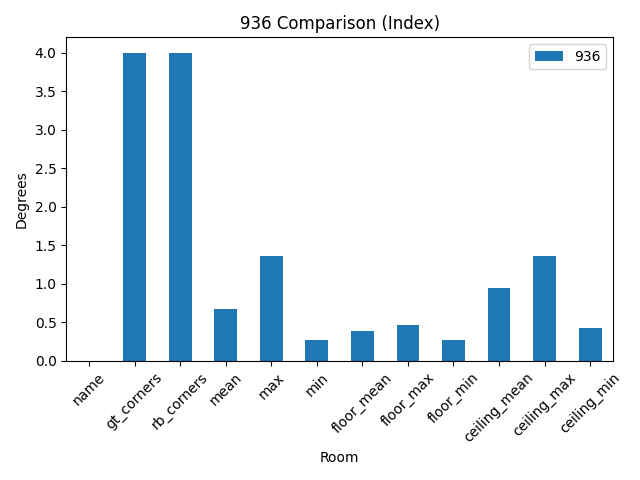 936 Comparison (Index)
936
Degrees
4.0
3.5
3.0
2.5
2.0
1.5
1.0
0.5
0.0
name
gt_corners
rb_corners
mean
max
min
floor_mean
floor_max
floor_min
ceiling_mean
ceiling_max
ceiling_min
Room